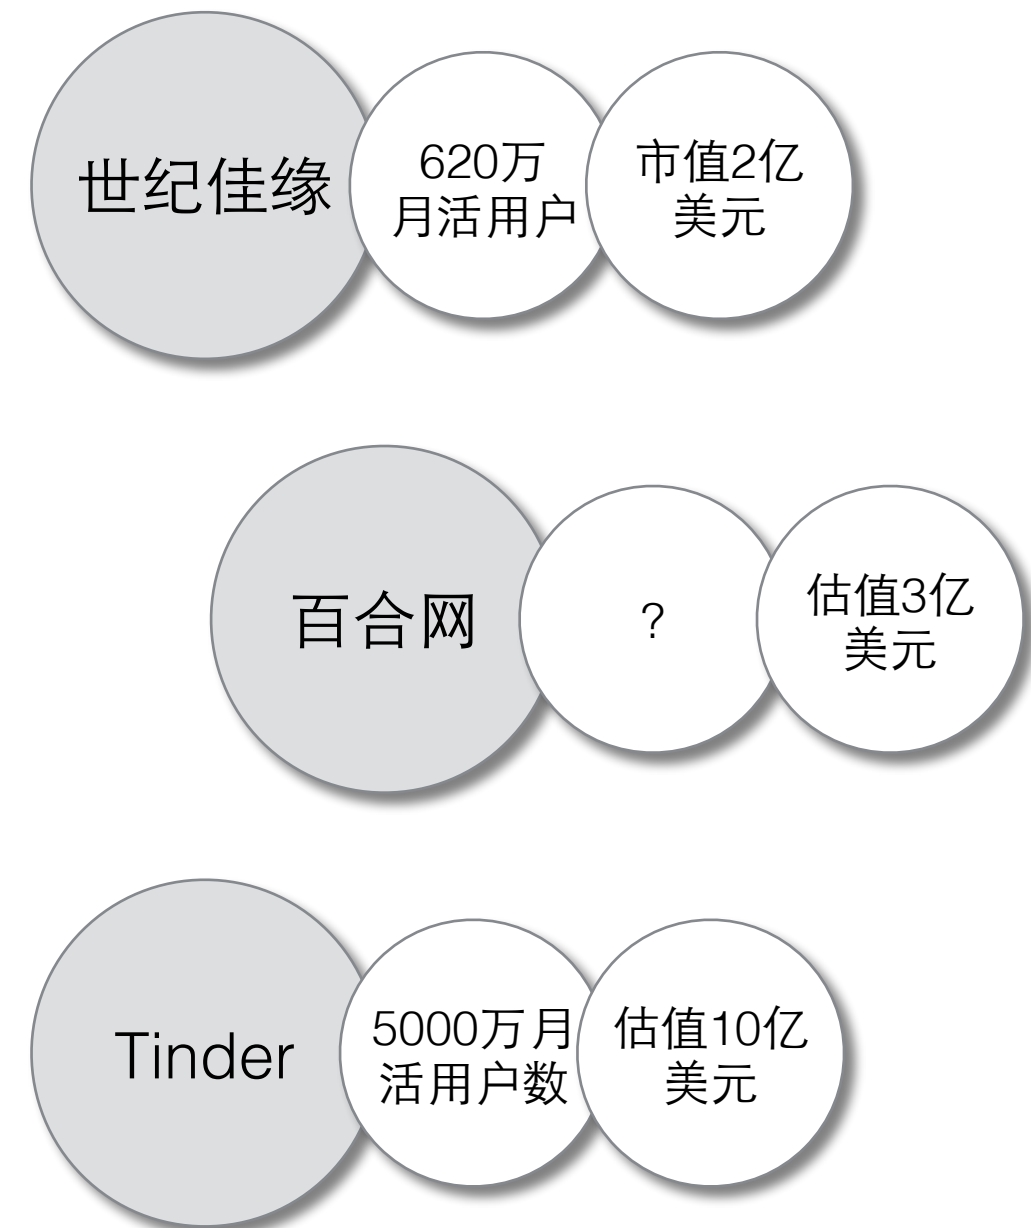 世纪佳缘
620万
月活用户
市值2亿
美元
百合网
?
估值3亿
美元
Tinder
5000万月
活用户数
估值10亿
美元